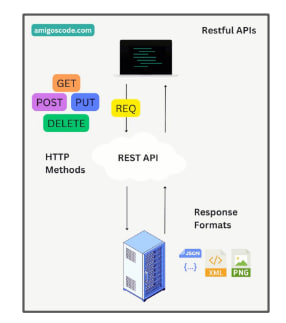 amigoscode.com
Restful APIs
GET
POST
PUT
DELETE
REQ
HTTP
Methods
REST API
Response
Formats
JSON
{...}
</>
XML
PNG